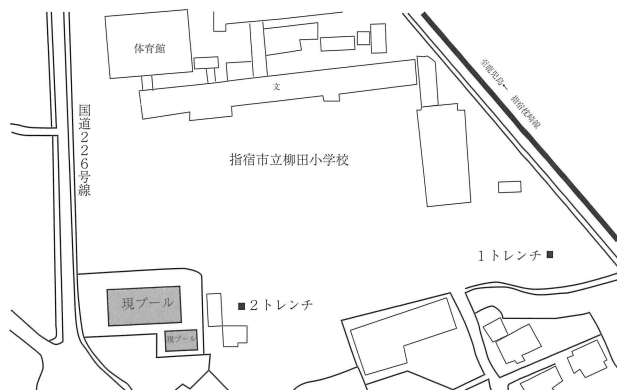 体育館
文
至鹿児島← 指宿枕崎線
国道226号線
指宿市立柳田小学校
1トレンチ
現プール
2トレンチ
現プール